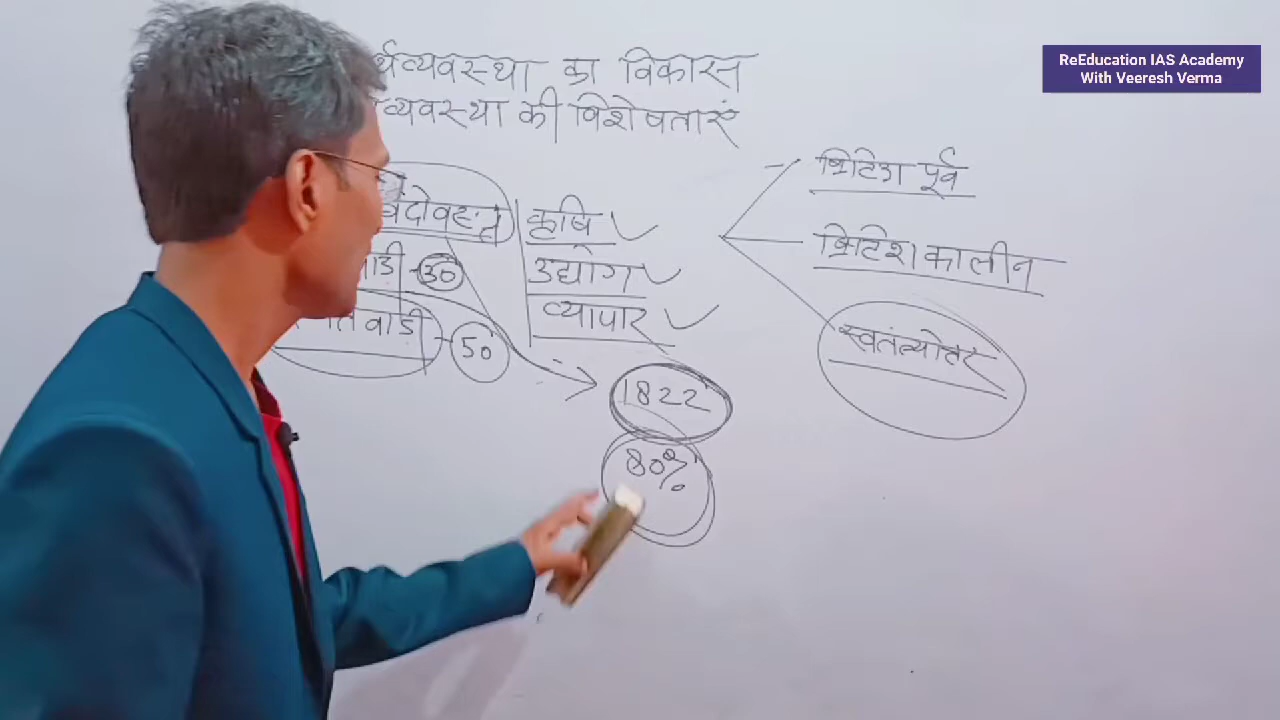 ReEducation IAS Academy
With Veeresh Verma
र्थव्यवस्था का विकास
व्यवस्था की विशेषताएं
ब्रिटिश पूर्व
ब्रिटिश कालीन
स्वतंत्योतर
कृषि
उद्योग
व्यापार
वाडी - 30
वाडी - 50
1822
80%